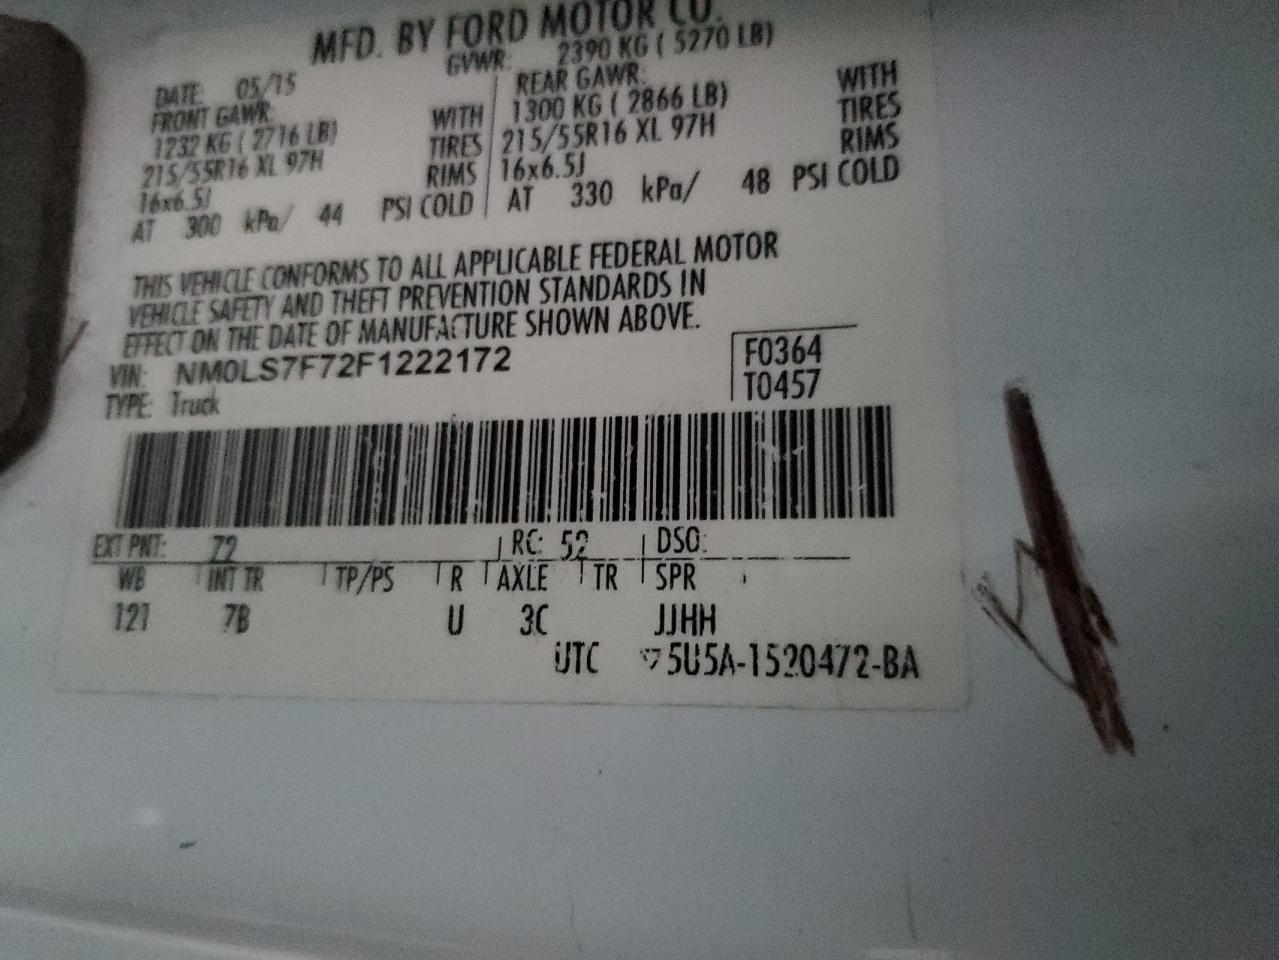 MFD. BY FORD MOTOR CO.
DATE: 05/15 GVWR: 2390 KG ( 5270 LB)
FRONT GAWR: REAR GAWR:
1232 KG ( 2716 LB) WITH 1300 KG ( 2866 LB) WITH
215/55R16 XL 97H TIRES 215/55R16 XL 97H TIRES
16x6.5J RIMS 16x6.5J RIMS
AT 300 kPa/ 44 PSI COLD AT 330 kPa/ 48 PSI COLD
THIS VEHICLE CONFORMS TO ALL APPLICABLE FEDERAL MOTOR
VEHICLE SAFETY AND THEFT PREVENTION STANDARDS IN
EFFECT ON THE DATE OF MANUFACTURE SHOWN ABOVE.
VIN: NM0LS7F72F1222172 F0364
TYPE: Truck T0457
EXT PNT: 72 RC: 52 DSO:
WB INT TR TP/PS R AXLE TR SPR
121 7B U 3C JJHH
UTC ▽5U5A-1520472-BA